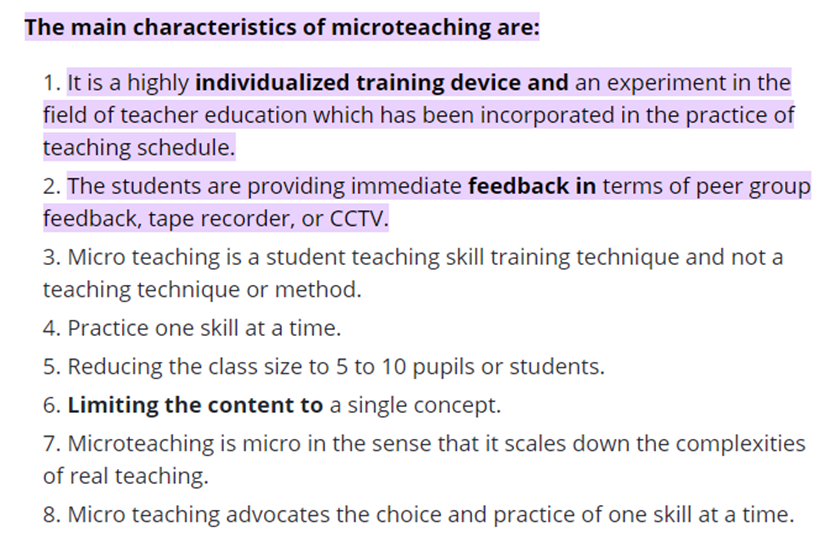 The main characteristics of microteaching are:
1. It is a highly individualized training device and an experiment in the
field of teacher education which has been incorporated in the practice of
teaching schedule.
2. The students are providing immediate feedback in terms of peer group
feedback, tape recorder, or CCTV.
3. Micro teaching is a student teaching skill training technique and not a
teaching technique or method.
4. Practice one skill at a time.
5. Reducing the class size to 5 to 10 pupils or students.
6. Limiting the content to a single concept.
7. Microteaching is micro in the sense that it scales down the complexities
of real teaching.
8. Micro teaching advocates the choice and practice of one skill at a time.